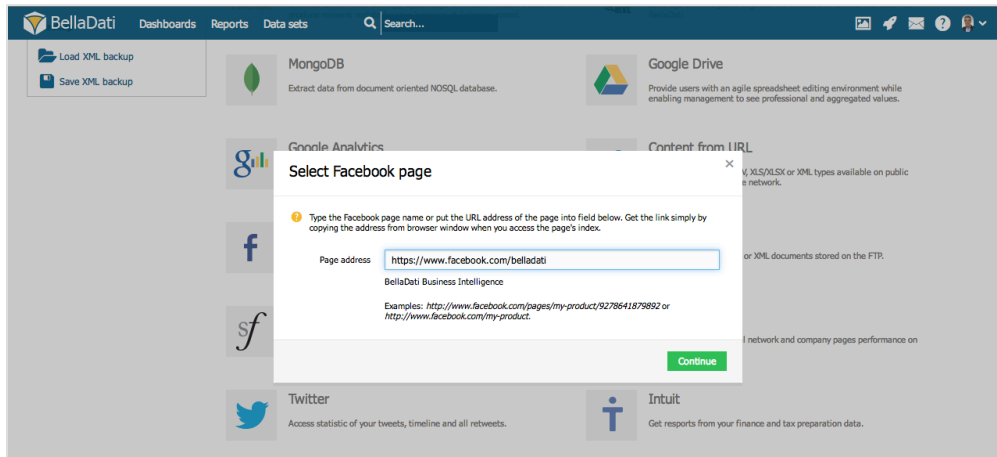 BellaDati Dashboards Reports Data sets Search...
Load XML backup
Save XML backup
MongoDB
Extract data from document oriented NOSQL database.
Google Drive
Provide users with an agile spreadsheet editing environment while
enabling management to see professional and aggregated values.
Google Analytics
Content from URL
V, XLS/XLSX or XML types available on public
e network.
Select Facebook page
Type the Facebook page name or put the URL address of the page into field below. Get the link simply by
copying the address from browser window when you access the page's index.
Page address https://www.facebook.com/belladati
BellaDati Business Intelligence
Examples: http://www.facebook.com/pages/my-product/9278641879892 or
http://www.facebook.com/my-product.
Continue
or XML documents stored on the FTP.
l network and company pages performance on
Twitter
Access statistic of your tweets, timeline and all retweets.
Intuit
Get resports from your finance and tax preparation data.